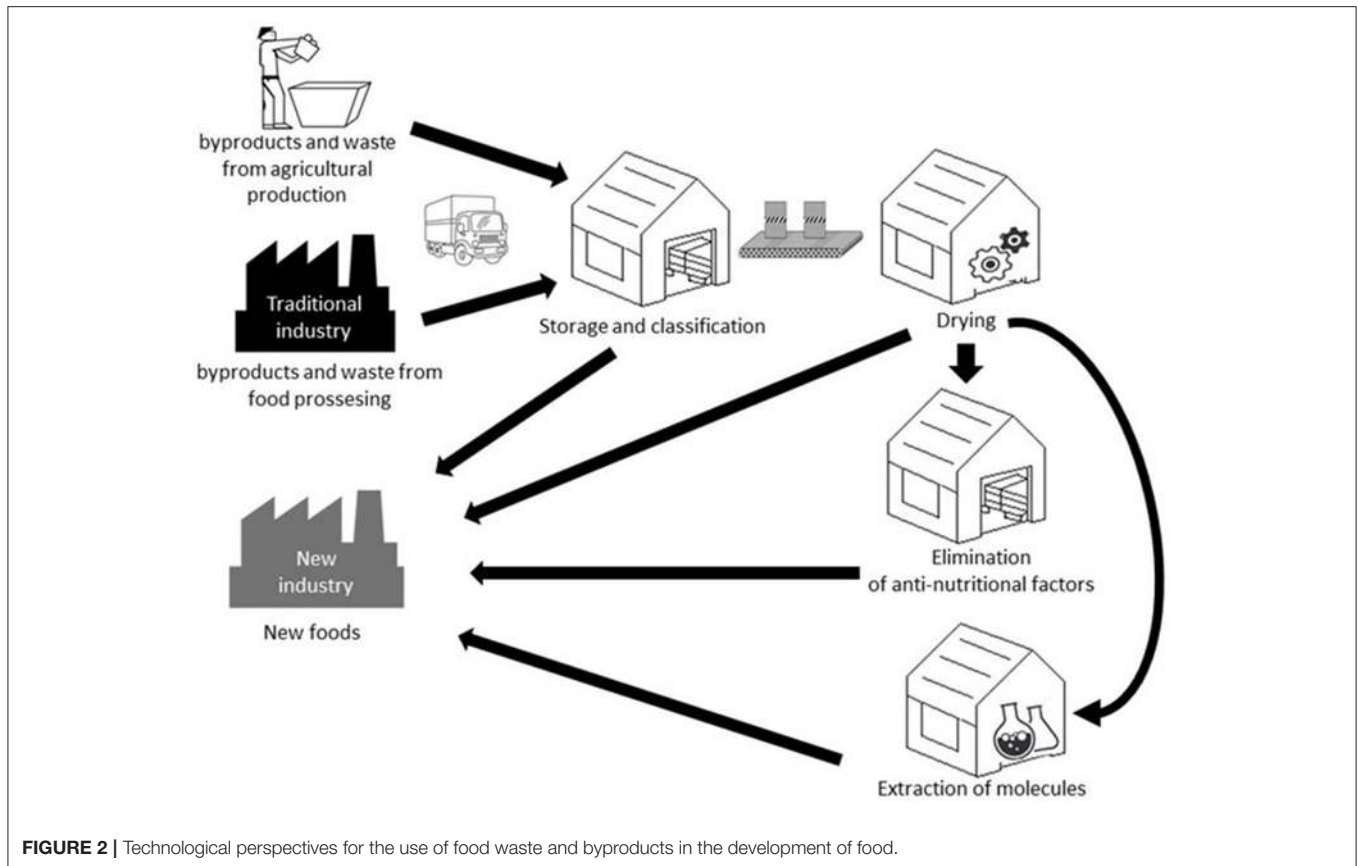 byproducts and waste
from agricultural
production
Traditional
industry
byproducts and waste from
food prossesing
Storage and classification
Drying
Elimination
of anti-nutritional factors
New
industry
New foods
Extraction of molecules
FIGURE 2 | Technological perspectives for the use of food waste and byproducts in the development of food.